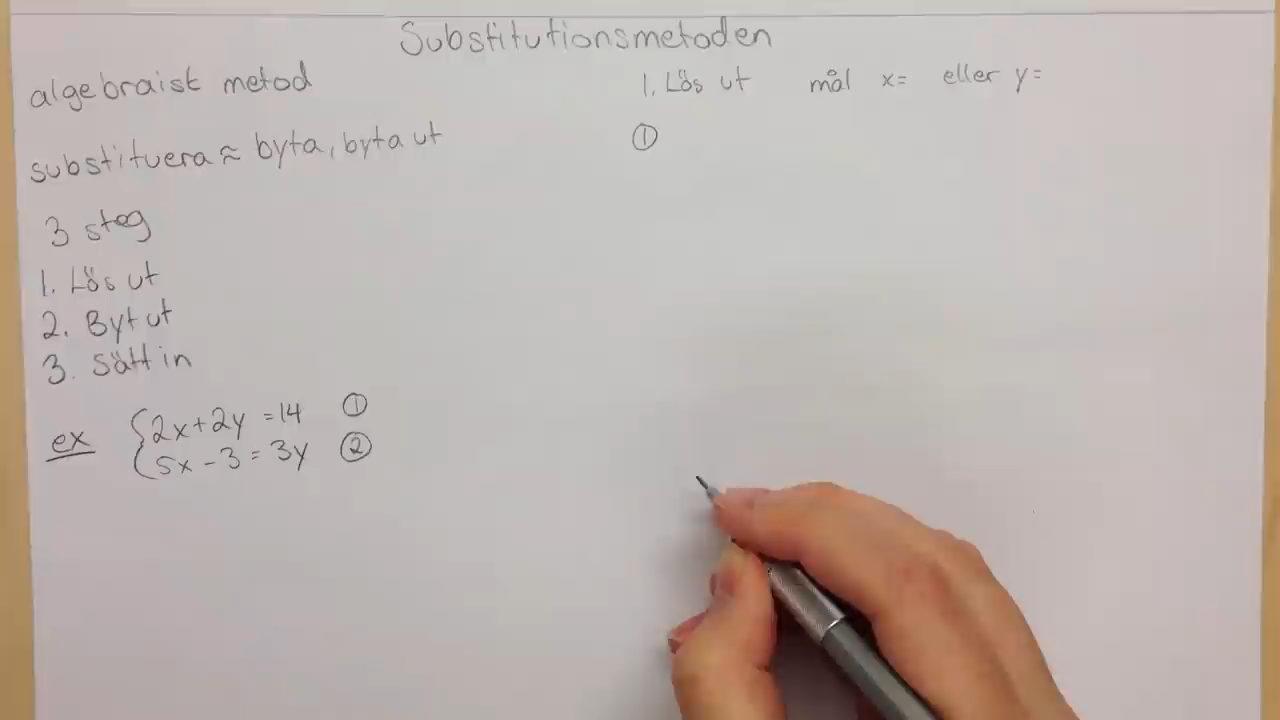 Substitutionsmetoden
algebraisk metod
substituera ≈ byta, byta ut
3 steg
1. Lös ut
2. Byt ut
3. Sätt in
ex {2x+2y = 14 ①
5x - 3 = 3y ②
1. Lös ut mål x= eller y=
①